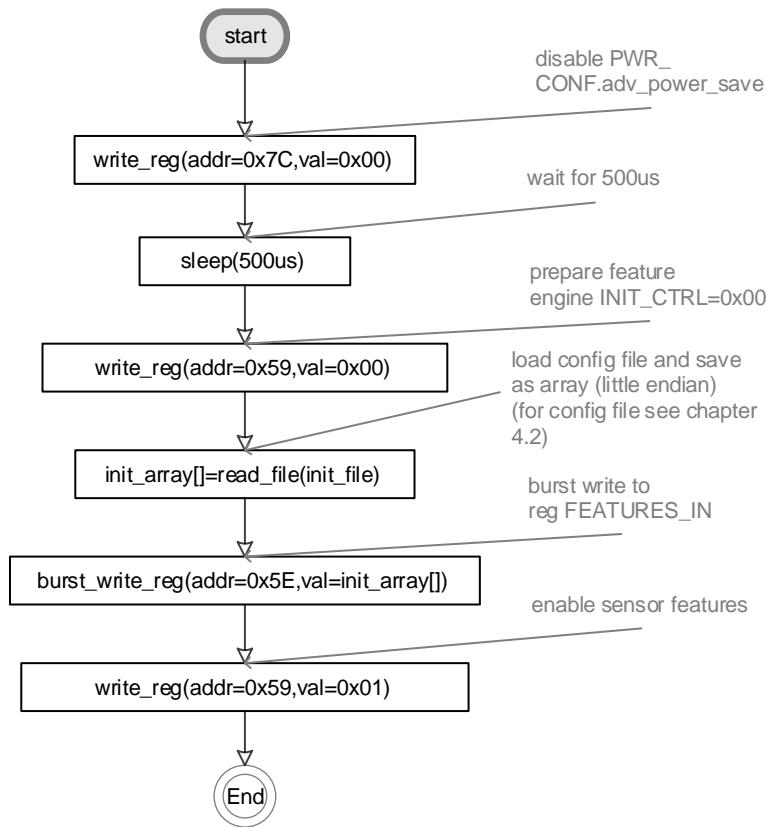 start
disable PWR_
CONF.adv_power_save
write_reg(addr=0x7C,val=0x00)
wait for 500us
sleep(500us)
prepare feature
engine INIT_CTRL=0x00
write_reg(addr=0x59,val=0x00)
load config file and save
as array (little endian)
(for config file see chapter
4.2)
init_array[]=read_file(init_file)
burst write to
reg FEATURES_IN
burst_write_reg(addr=0x5E,val=init_array[])
enable sensor features
write_reg(addr=0x59,val=0x01)
End